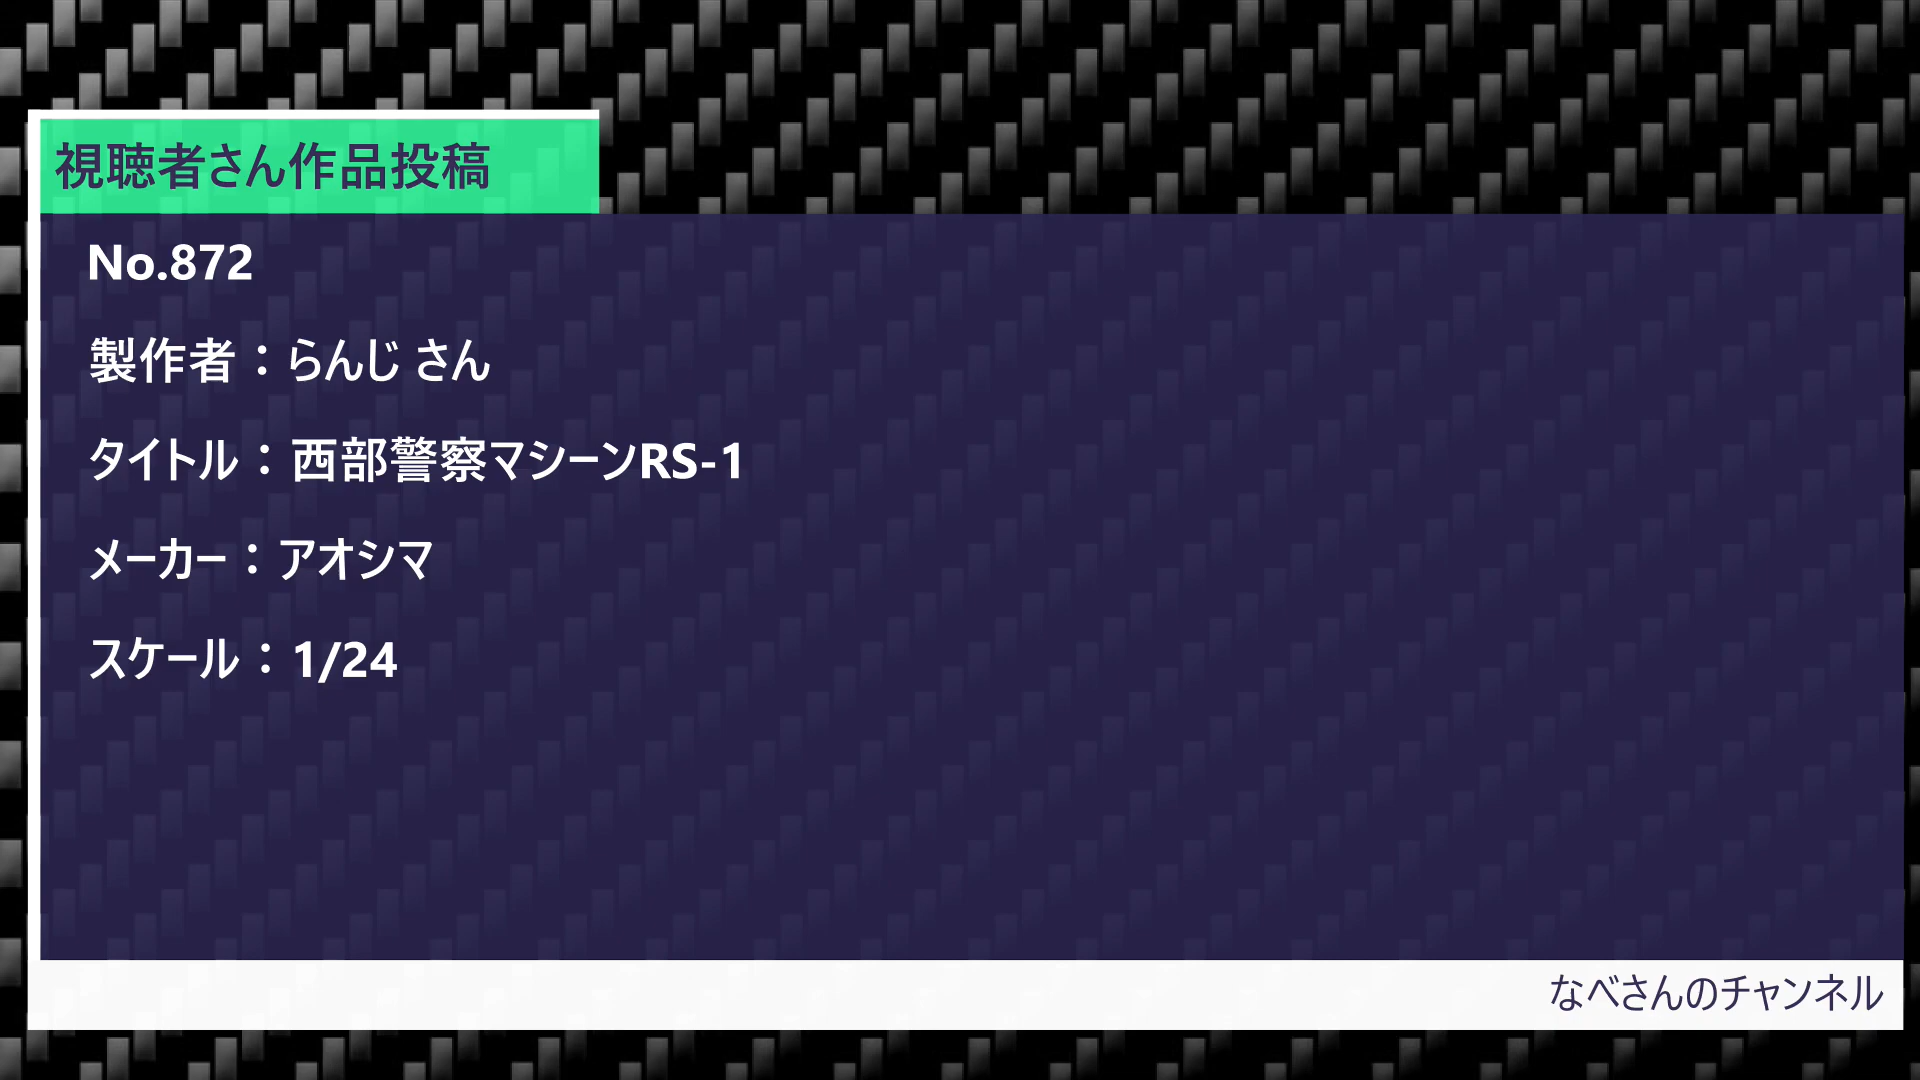 視聴者さん作品投稿
No.872
製作者：らんじ さん
タイトル：西部警察マシーンRS-1
メーカー：アオシマ
スケール：1/24
なべさんのチャンネル